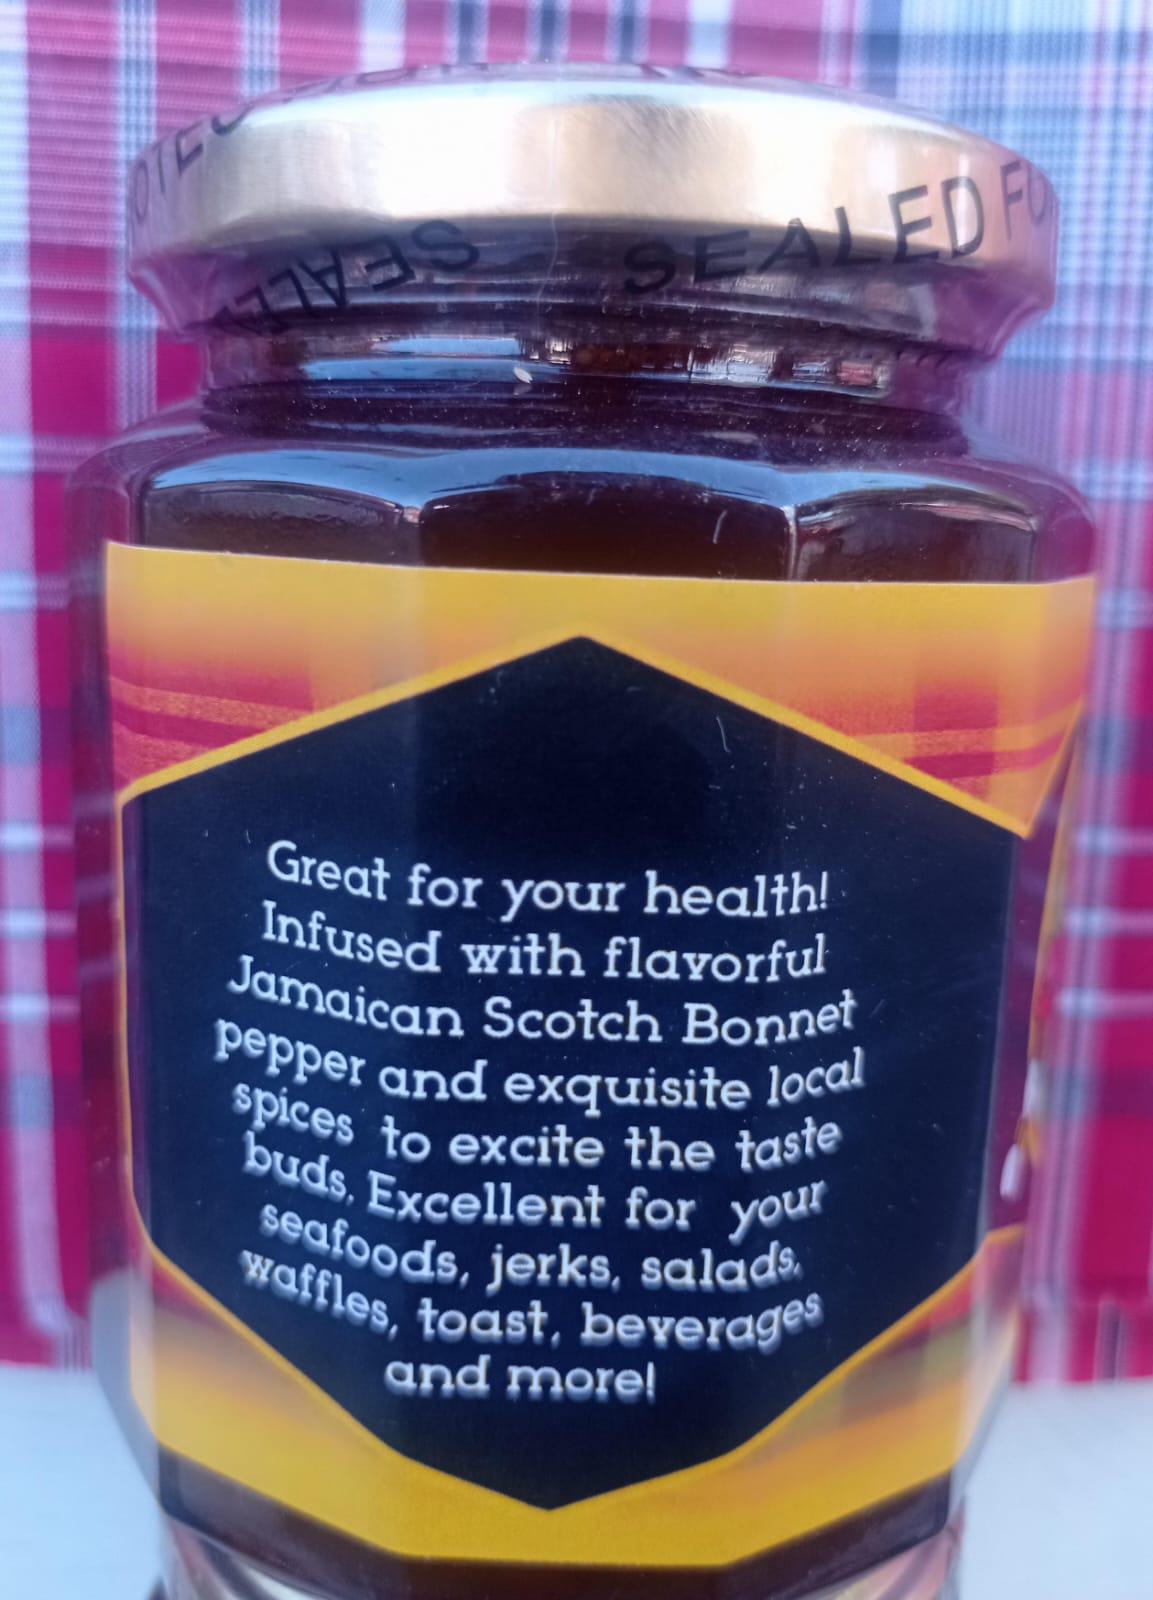 SEALED FO
SEALE
Great for your health!
Infused with flavorful
Jamaican Scotch Bonnet
pepper and exquisite local
spices to excite the taste
buds. Excellent for your
seafoods, jerks, salads,
waffles, toast, beverages
and more!